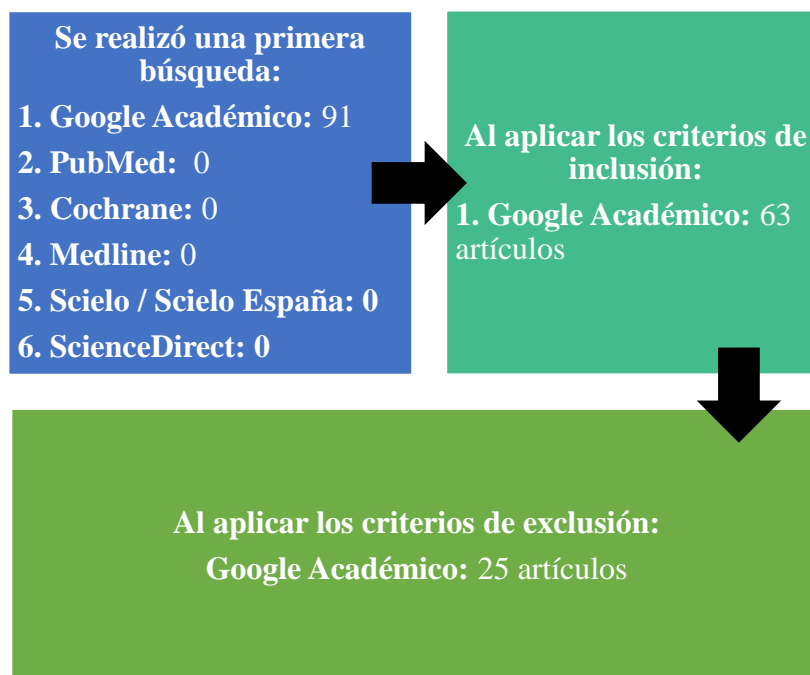 Se realizó una primera
búsqueda:
1. Google Académico: 91
2. PubMed: 0
3. Cochrane: 0
4. Medline: 0
5. Scielo / Scielo España: 0
6. ScienceDirect: 0
Al aplicar los criterios de
inclusión:
1. Google Académico: 63
artículos
Al aplicar los criterios de exclusión:
Google Académico: 25 artículos